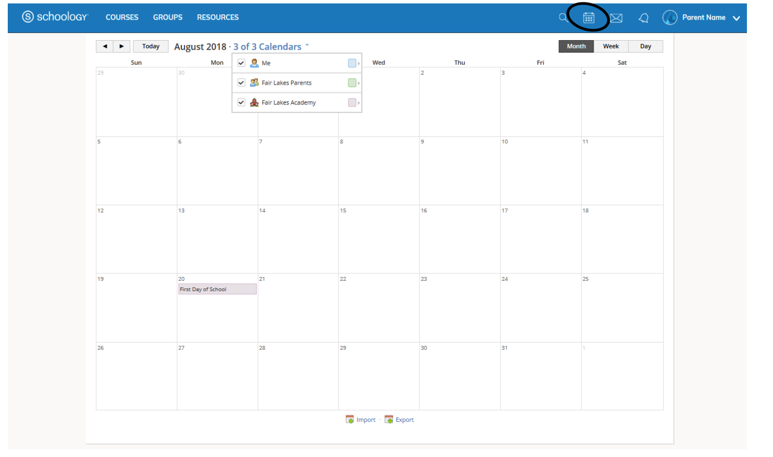 schoology COURSES GROUPS RESOURCES Parent Name
Today August 2018 · 3 of 3 Calendars Month Week Day
Sun Mon Wed Thu Fri Sat
Me
Fair Lakes Parents
Fair Lakes Academy
29 30 2 3 4
5 6 7 8 9 10 11
12 13 14 15 16 17 18
19 20 21 22 23 24 25
First Day of School
26 27 28 29 30 31 1
Import Export